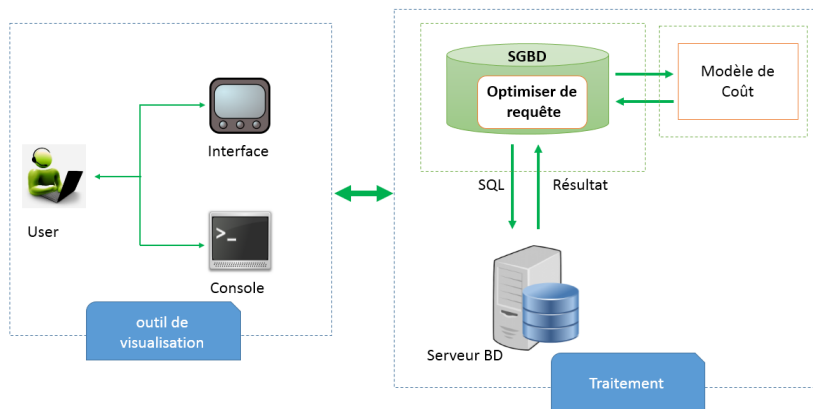 User
Interface
>_
Console
outil de
visualisation
SGBD
Optimiser de
requête
Modèle de
Coût
SQL
Résultat
Serveur BD
Traitement